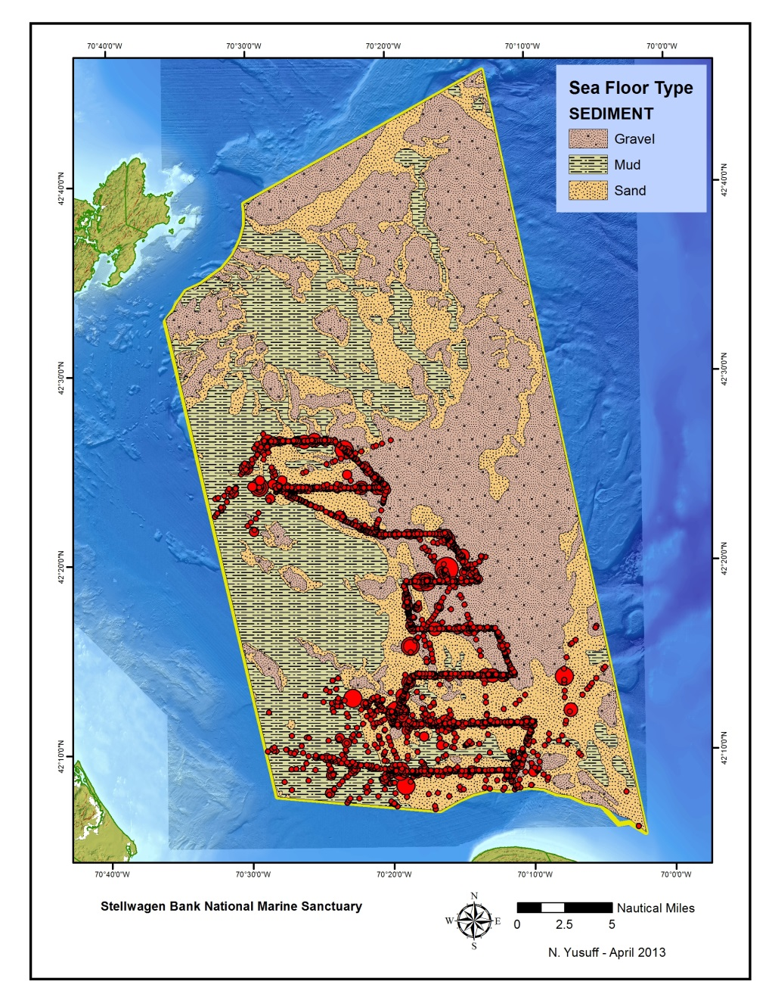 70°40'0"W 70°30'0"W 70°20'0"W 70°10'0"W 70°0'0"W
Sea Floor Type
SEDIMENT
Gravel
Mud
Sand
42°40'0"N 42°40'0"N
42°30'0"N 42°30'0"N
42°20'0"N 42°20'0"N
42°10'0"N 42°10'0"N
70°40'0"W 70°30'0"W 70°20'0"W 70°10'0"W 70°0'0"W
Stellwagen Bank National Marine Sanctuary
N
W E
S
Nautical Miles
0 2.5 5
N. Yusuff - April 2013